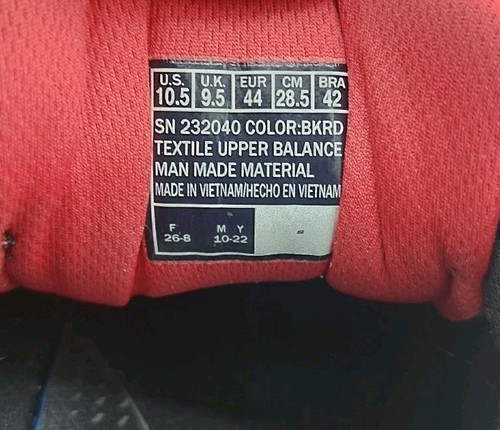 U.S. U.K. EUR CM BRA
10.5 9.5 44 28.5 42
SN 232040 COLOR:BKRD
TEXTILE UPPER BALANCE
MAN MADE MATERIAL
MADE IN VIETNAM/HECHO EN VIETNAM
F M Y
26-8 10-22